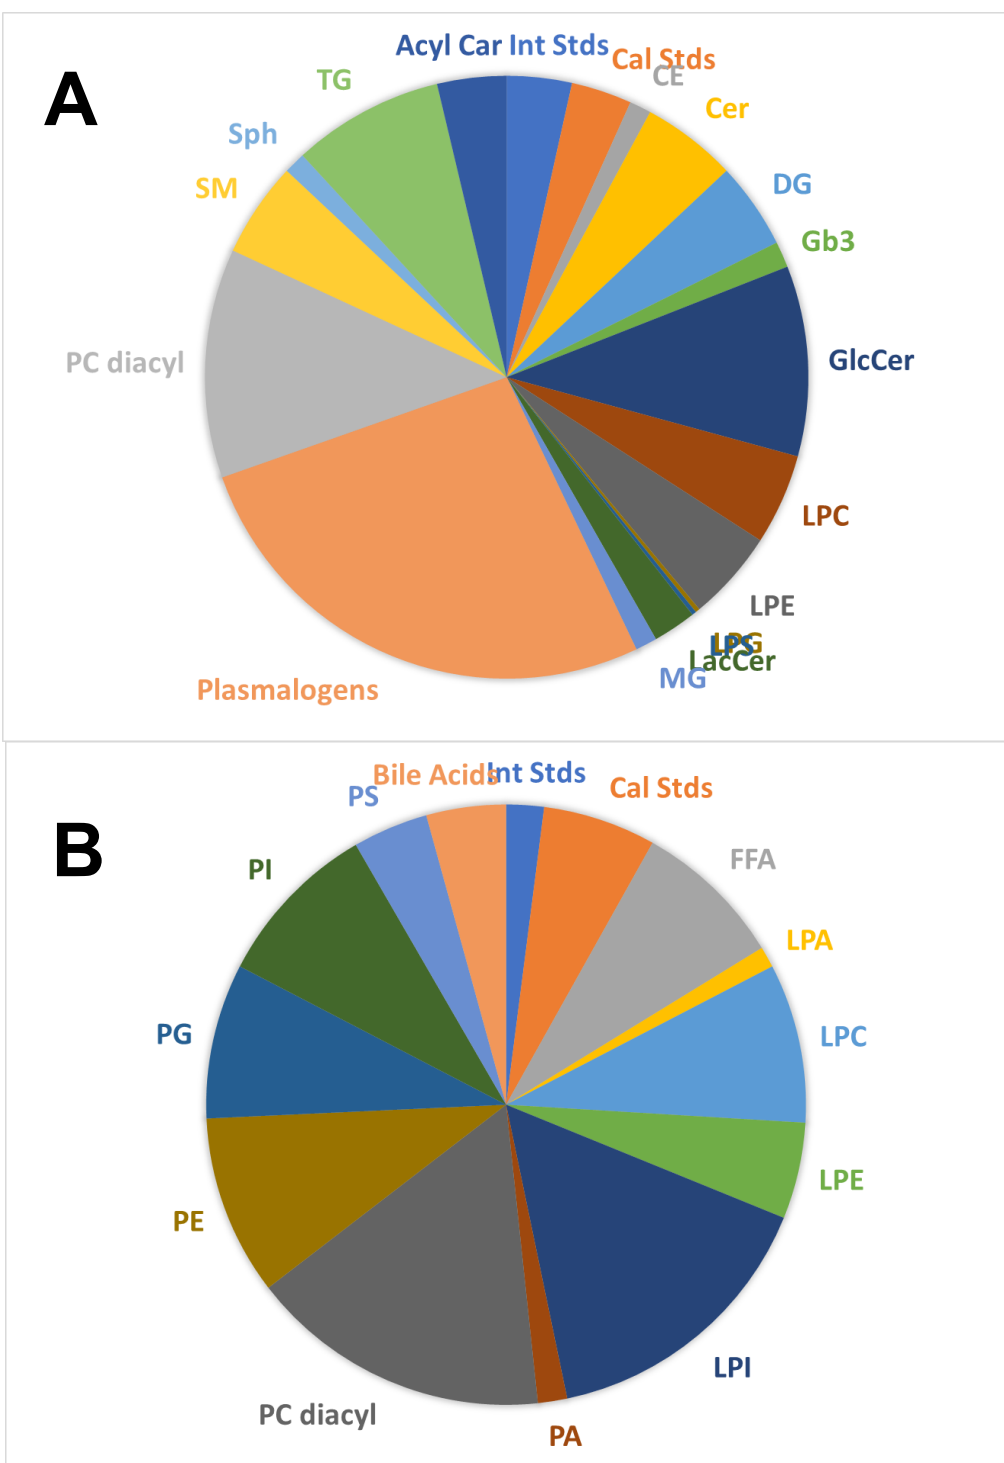 A
Acyl Car
Int Stds
Cal Stds
CE
Cer
DG
Gb3
GlcCer
LPC
LPE
LPG
LPS
LacCer
MG
Plasmalogens
PC diacyl
SM
Sph
TG
B
Bile Acids
Int Stds
Cal Stds
FFA
LPA
LPC
LPE
LPI
PA
PC diacyl
PE
PG
PI
PS